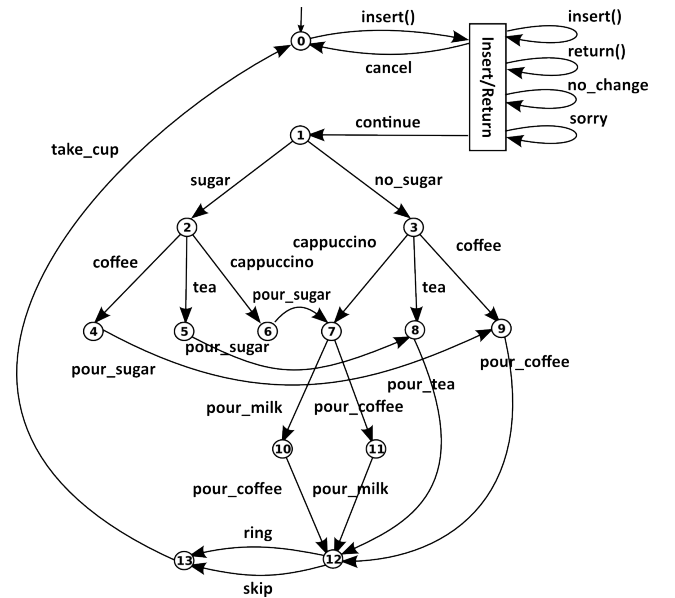 insert()
insert()
0
cancel
Insert/Return
return()
no_change
sorry
continue
1
take_cup
sugar
no_sugar
2
3
cappuccino
coffee
coffee
cappuccino
tea
tea
pour_sugar
4
5
6
7
8
9
pour_sugar
pour_sugar
pour_coffee
pour_tea
pour_milk
pour_coffee
10
11
pour_coffee
pour_milk
ring
12
13
skip